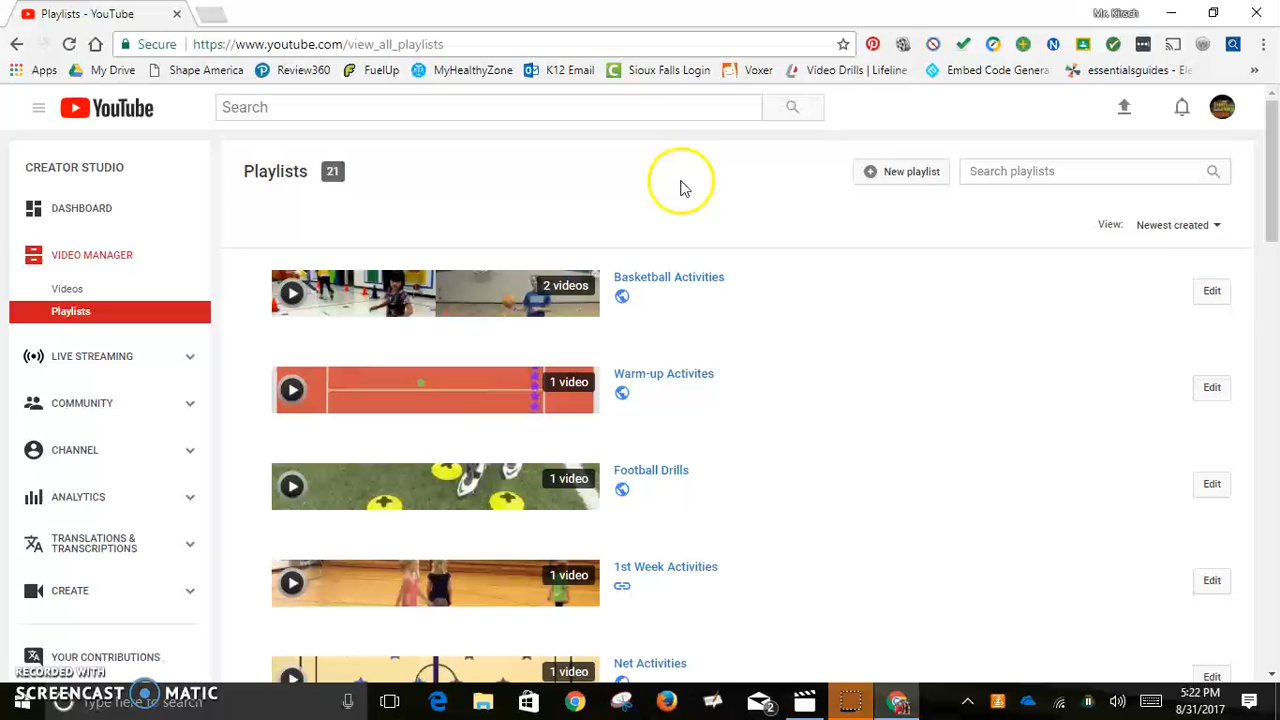 Playlists - YouTube
Mr. Kirsch
Secure https://www.youtube.com/view_all_playlists
Apps My Drive Shape America Review360 FuelUp MyHealthyZone K12 Email Sioux Falls Login Voxer Video Drills | Lifeline Embed Code Genera essentialsguides - Ele
YouTube
Search
CREATOR STUDIO
Playlists 21
New playlist
Search playlists
DASHBOARD
View: Newest created
VIDEO MANAGER
Videos
Playlists
2 videos
Basketball Activities
Edit
LIVE STREAMING
1 video
Warm-up Activites
Edit
COMMUNITY
CHANNEL
1 video
Football Drills
Edit
ANALYTICS
TRANSLATIONS & TRANSCRIPTIONS
1 video
1st Week Activities
Edit
CREATE
YOUR CONTRIBUTIONS
1 video
Net Activities
Edit
RECORDED WITH
SCREENCAST MATIC
Type here to search
2
5:22 PM
8/31/2017